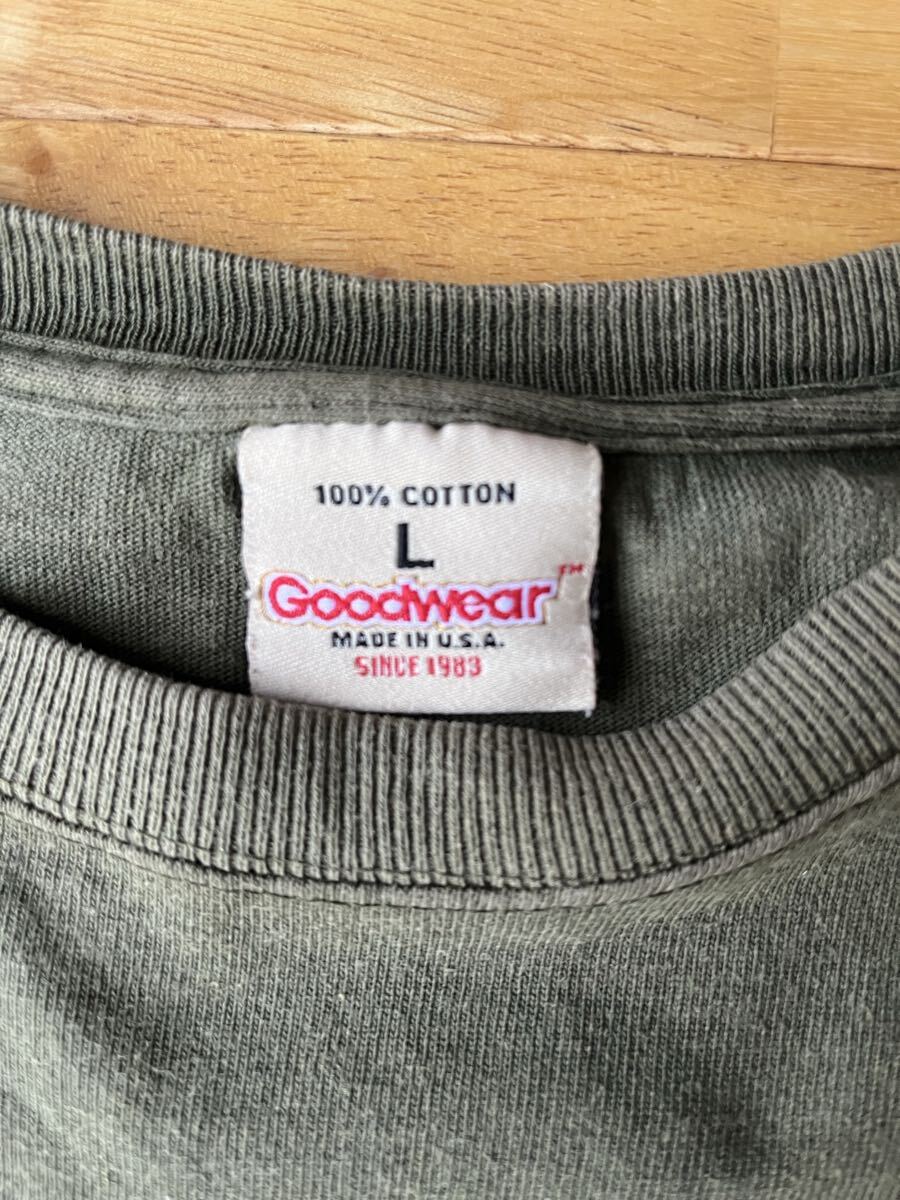 100% COTTON
L
Goodwear™
MADE IN U.S.A.
SINCE 1983